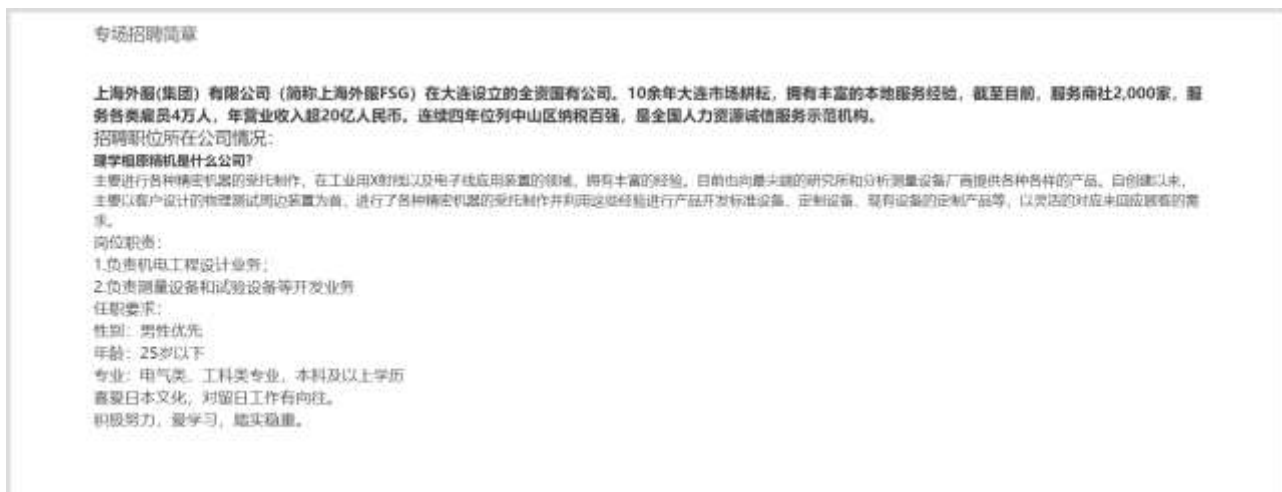 专场招聘简章
上海外服(集团）有限公司（简称上海外服FSG）在大连设立的全资国有公司。10余年大连市场耕耘，拥有丰富的本地服务经验，截至目前，服务商社2,000家，服
务各类雇员4万人，年营业收入超20亿人民币。连续四年位列中山区纳税百强，是全国人力资源诚信服务示范机构。
招聘职位所在公司情况：
理学相原精机是什么公司？
主要进行各种精密机器的受托制作，在工业用X射线以及电子线应用装置的领域，拥有丰富的经验。目前也向最尖端的研究所和分析测量设备厂商提供各种各样的产品。自创建以来，
主要以客户设计的物理测试周边装置为首，进行了各种精密机器的受托制作并利用这些经验进行产品开发标准设备、定制设备、现有设备的定制产品等，以灵活的对应来回应顾客的需
求。
岗位职责：
1.负责机电工程设计业务；
2.负责测量设备和试验设备等开发业务
任职要求：
性别：男性优先
年龄：25岁以下
专业：电气类、工科类专业，本科及以上学历
喜爱日本文化，对留日工作有向往。
积极努力，爱学习，踏实稳重。